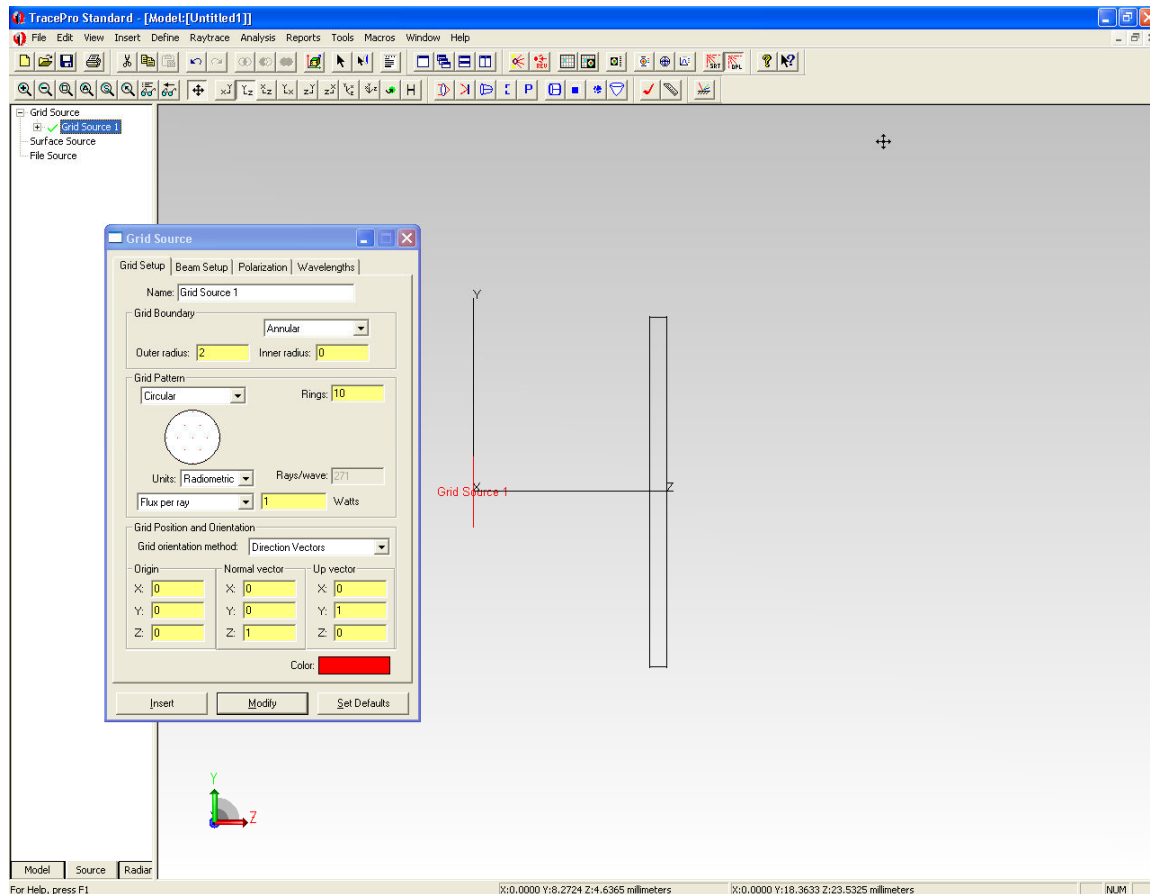 TracePro Standard - [Model:[Untitled1]]
File Edit View Insert Define Raytrace Analysis Reports Tools Macros Window Help
Grid Source
Grid Source 1
Surface Source
File Source
Grid Source
Grid Setup Beam Setup Polarization Wavelengths
Name: Grid Source 1
Grid Boundary
Annular
Outer radius: 2 Inner radius: 0
Grid Pattern
Circular Rings: 10
Units: Radiometric Rays/wave: 271
Flux per ray 1 Watts
Grid Position and Orientation
Grid orientation method: Direction Vectors
Origin Normal vector Up vector
X: 0 X: 0 X: 0
Y: 0 Y: 0 Y: 1
Z: 0 Z: 1 Z: 0
Color:
Insert Modify Set Defaults
Y
Grid Source 1 X Z
Y
Z
Model Source Radiar
For Help, press F1 X:0.0000 Y:8.2724 Z:4.6365 millimeters X:0.0000 Y:18.3633 Z:23.5325 millimeters NUM